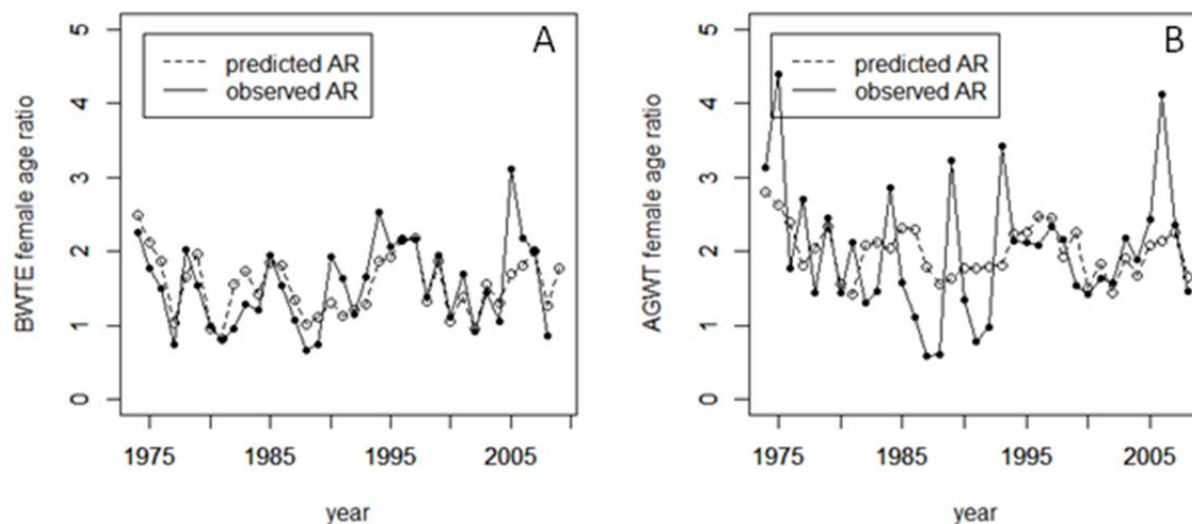 A
predicted AR
observed AR
BWTE female age ratio
5
4
3
2
1
0
1975 1985 1995 2005
year
B
predicted AR
observed AR
AGWT female age ratio
5
4
3
2
1
0
1975 1985 1995 2005
year